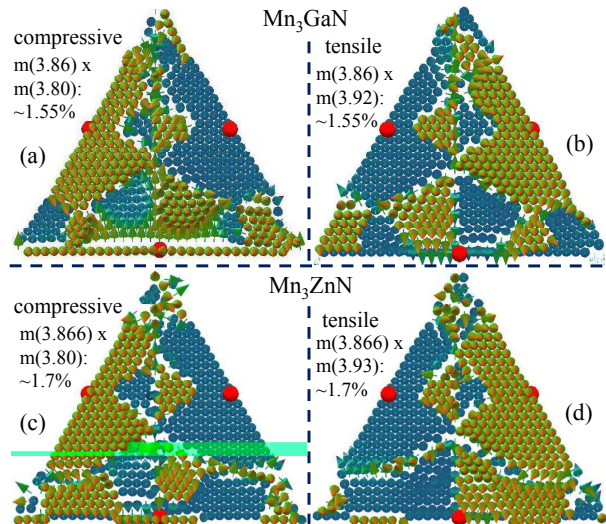 Mn₃GaN
compressive
m(3.86) x
m(3.80):
~1.55%
(a)
tensile
m(3.86) x
m(3.92):
~1.55%
(b)
Mn₃ZnN
compressive
m(3.866) x
m(3.80):
~1.7%
(c)
tensile
m(3.866) x
m(3.93):
~1.7%
(d)